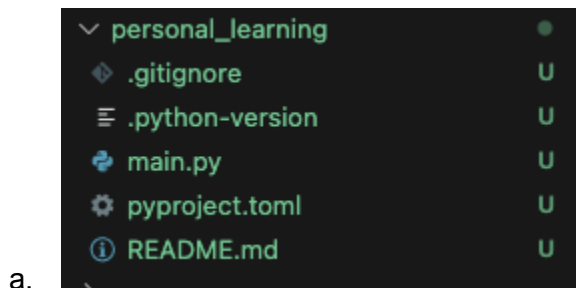 personal_learning
.gitignore U
.python-version U
main.py U
pyproject.toml U
README.md U
a.